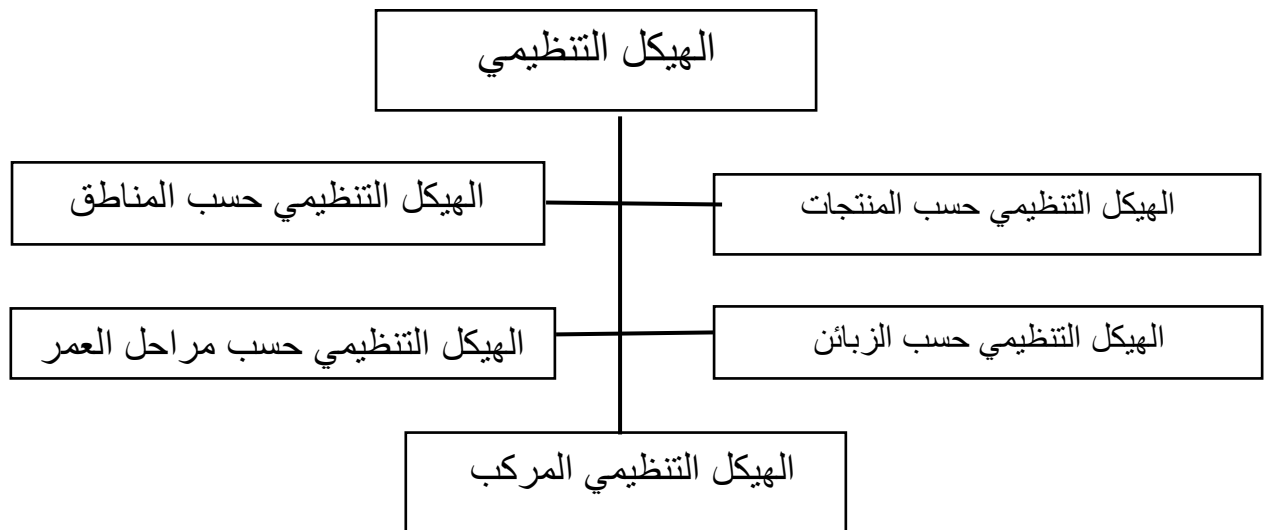 الهيكل التنظيمي
الهيكل التنظيمي حسب المنتجات
الهيكل التنظيمي حسب المناطق
الهيكل التنظيمي حسب الزبائن
الهيكل التنظيمي حسب مراحل العمر
الهيكل التنظيمي المركب